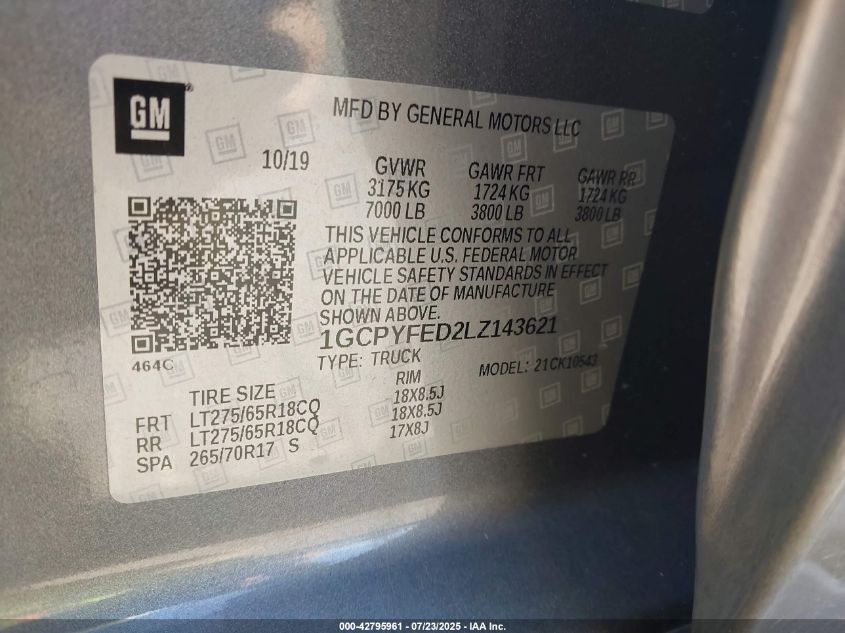 GM®
MFD BY GENERAL MOTORS LLC
10/19
GVWR GAWR FRT GAWR RR
3175 KG 1724 KG 1724 KG
7000 LB 3800 LB 3800 LB
THIS VEHICLE CONFORMS TO ALL
APPLICABLE U.S. FEDERAL MOTOR
VEHICLE SAFETY STANDARDS IN EFFECT
ON THE DATE OF MANUFACTURE
SHOWN ABOVE.
1GCPYFED2LZ143621
464C
TYPE: TRUCK MODEL: 21CK10543
TIRE SIZE RIM
FRT LT275/65R18CQ 18X8.5J
RR LT275/65R18CQ 18X8.5J
SPA 265/70R17 S 17X8J
000-42795961 - 07/23/2025 - IAA Inc.